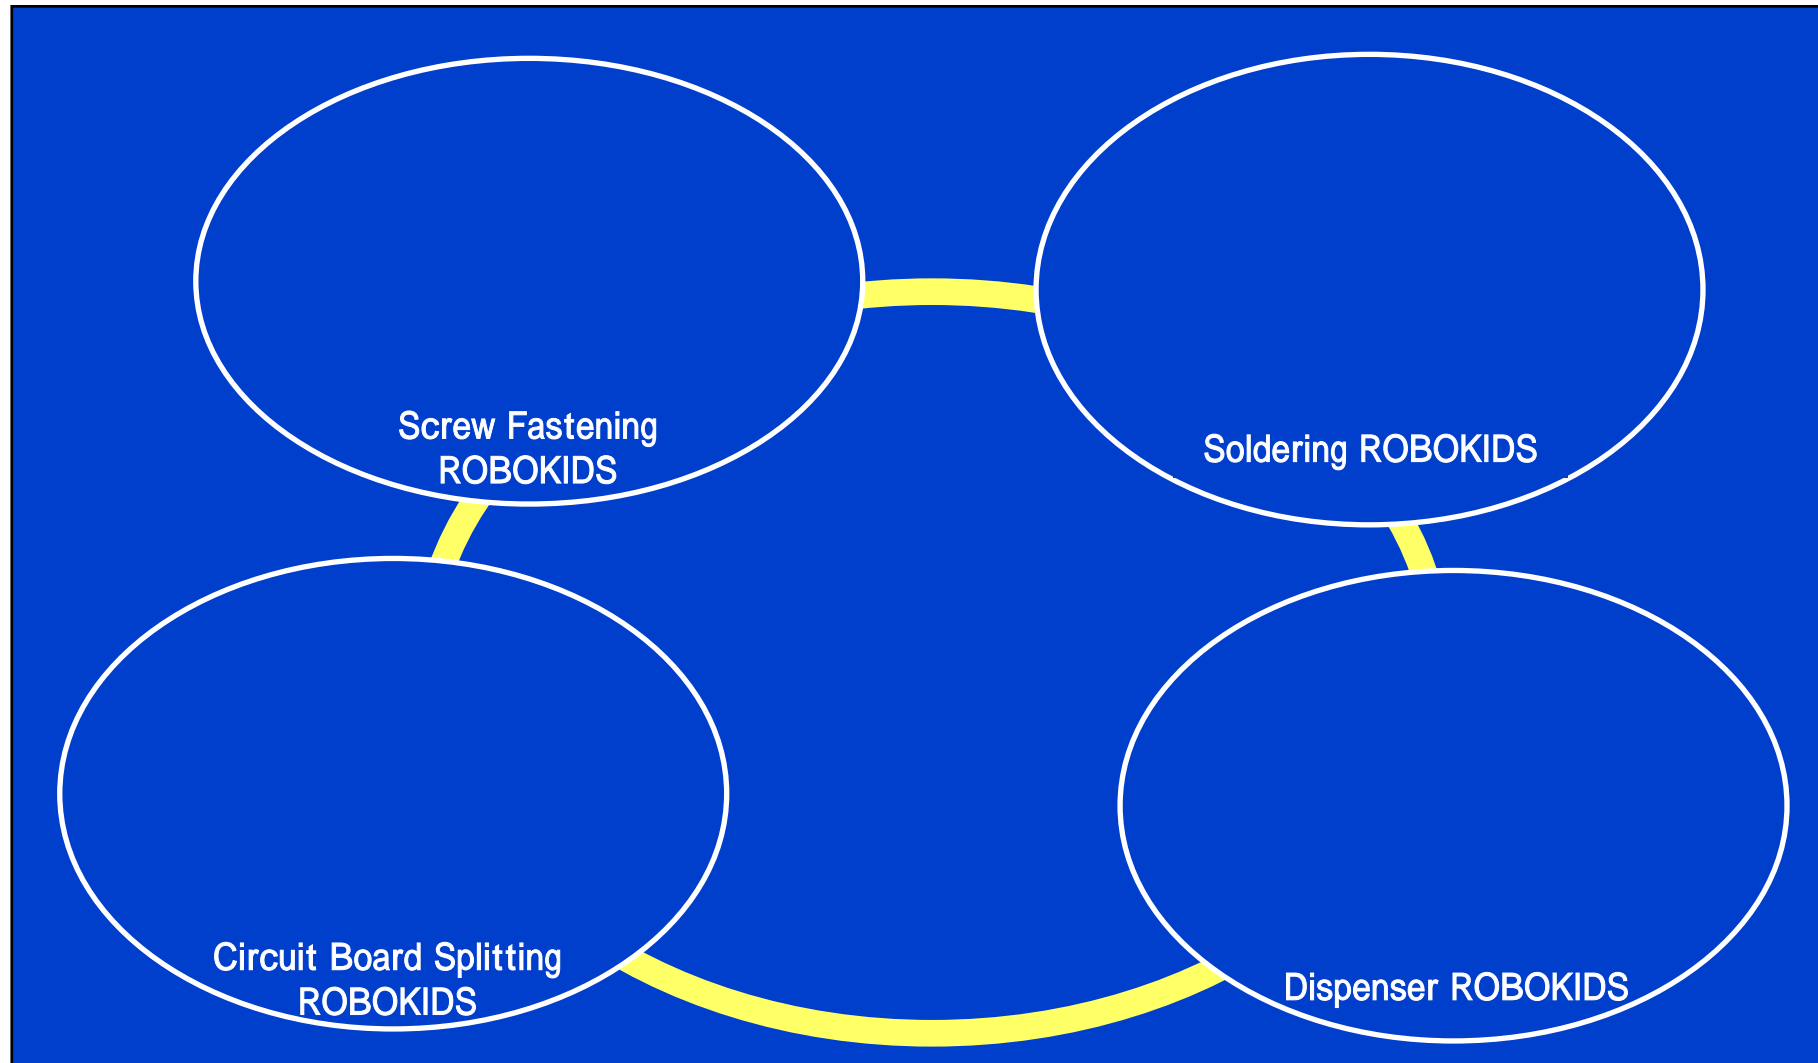 Screw Fastening
ROBOKIDS
Soldering ROBOKIDS
Circuit Board Splitting
ROBOKIDS
Dispenser ROBOKIDS